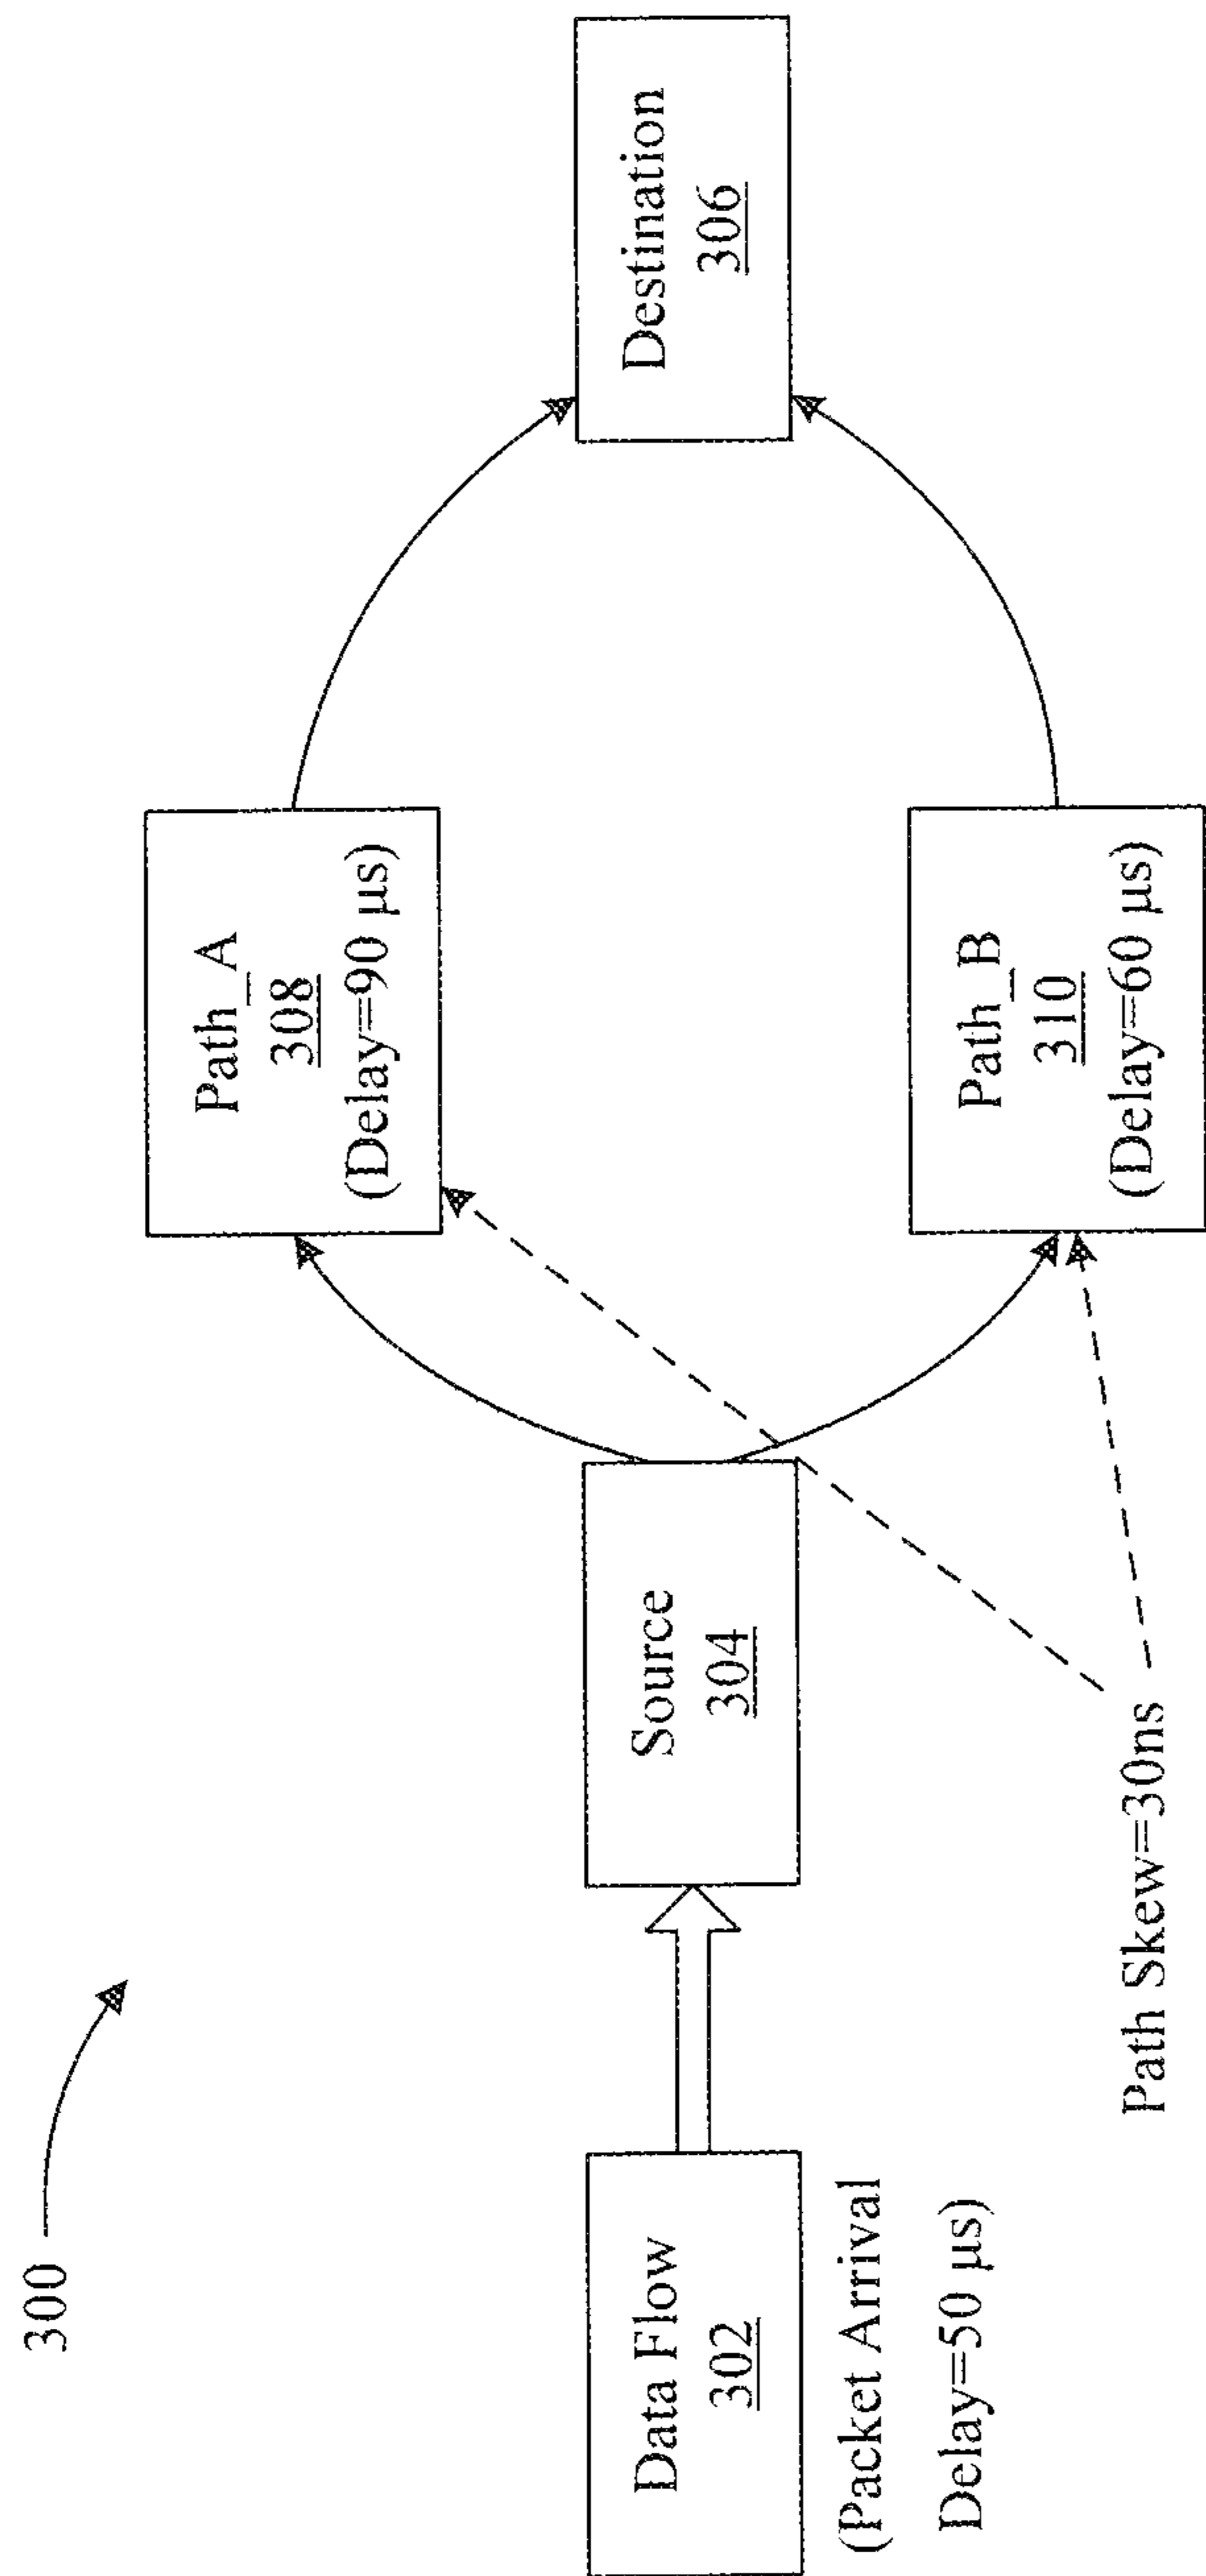 300
Data Flow
302
(Packet Arrival
Delay=50 μs)
Source
304
Path_A
308
(Delay=90 μs)
Path_B
310
(Delay=60 μs)
Path Skew=30ns
Destination
306